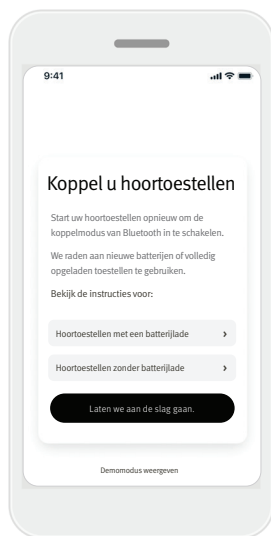 9:41
Koppel u hoortoestellen
Start uw hoortoestellen opnieuw om de
koppelmodus van Bluetooth in te schakelen.
We raden aan nieuwe batterijen of volledig
opgeladen toestellen te gebruiken.
Bekijk de instructies voor:
Hoortoestellen met een batterijlade
Hoortoestellen zonder batterijlade
Laten we aan de slag gaan.
Demomodus weergeven